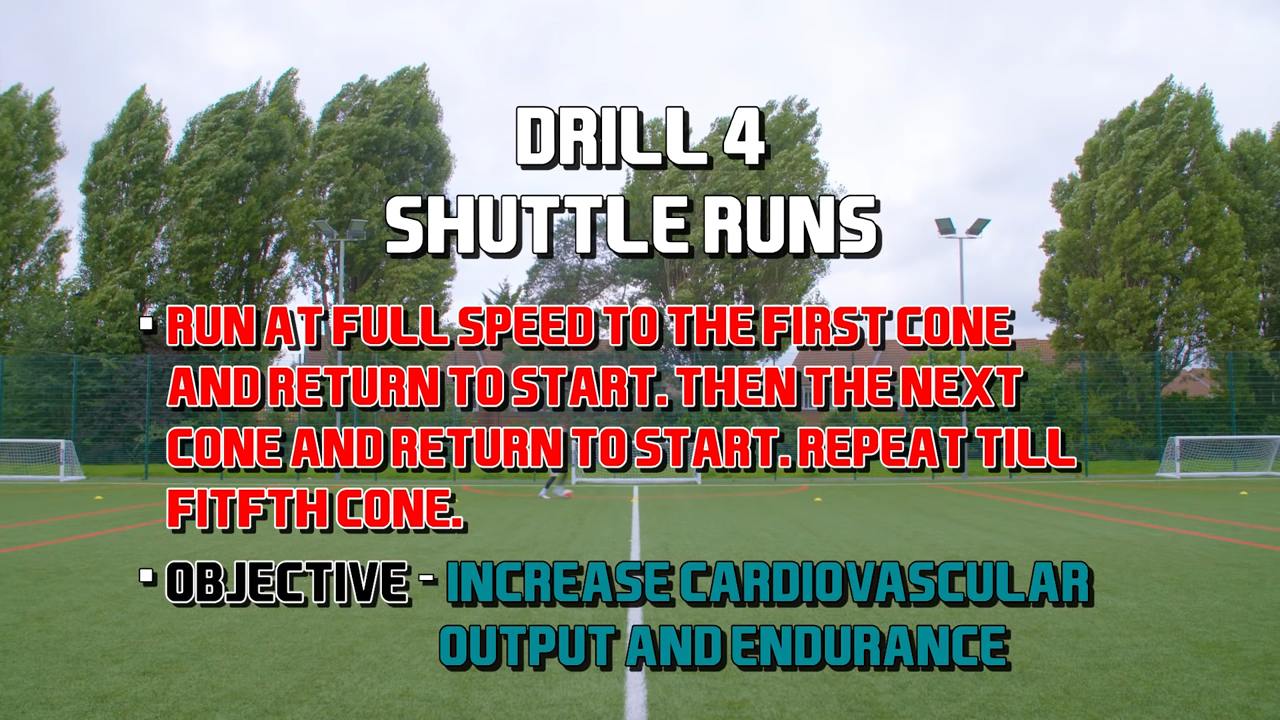 DRILL 4
SHUTTLE RUNS
▪ RUN AT FULL SPEED TO THE FIRST CONE
AND RETURN TO START. THEN THE NEXT
CONE AND RETURN TO START. REPEAT TILL
FITFTH CONE.
▪ OBJECTIVE - INCREASE CARDIOVASCULAR
OUTPUT AND ENDURANCE